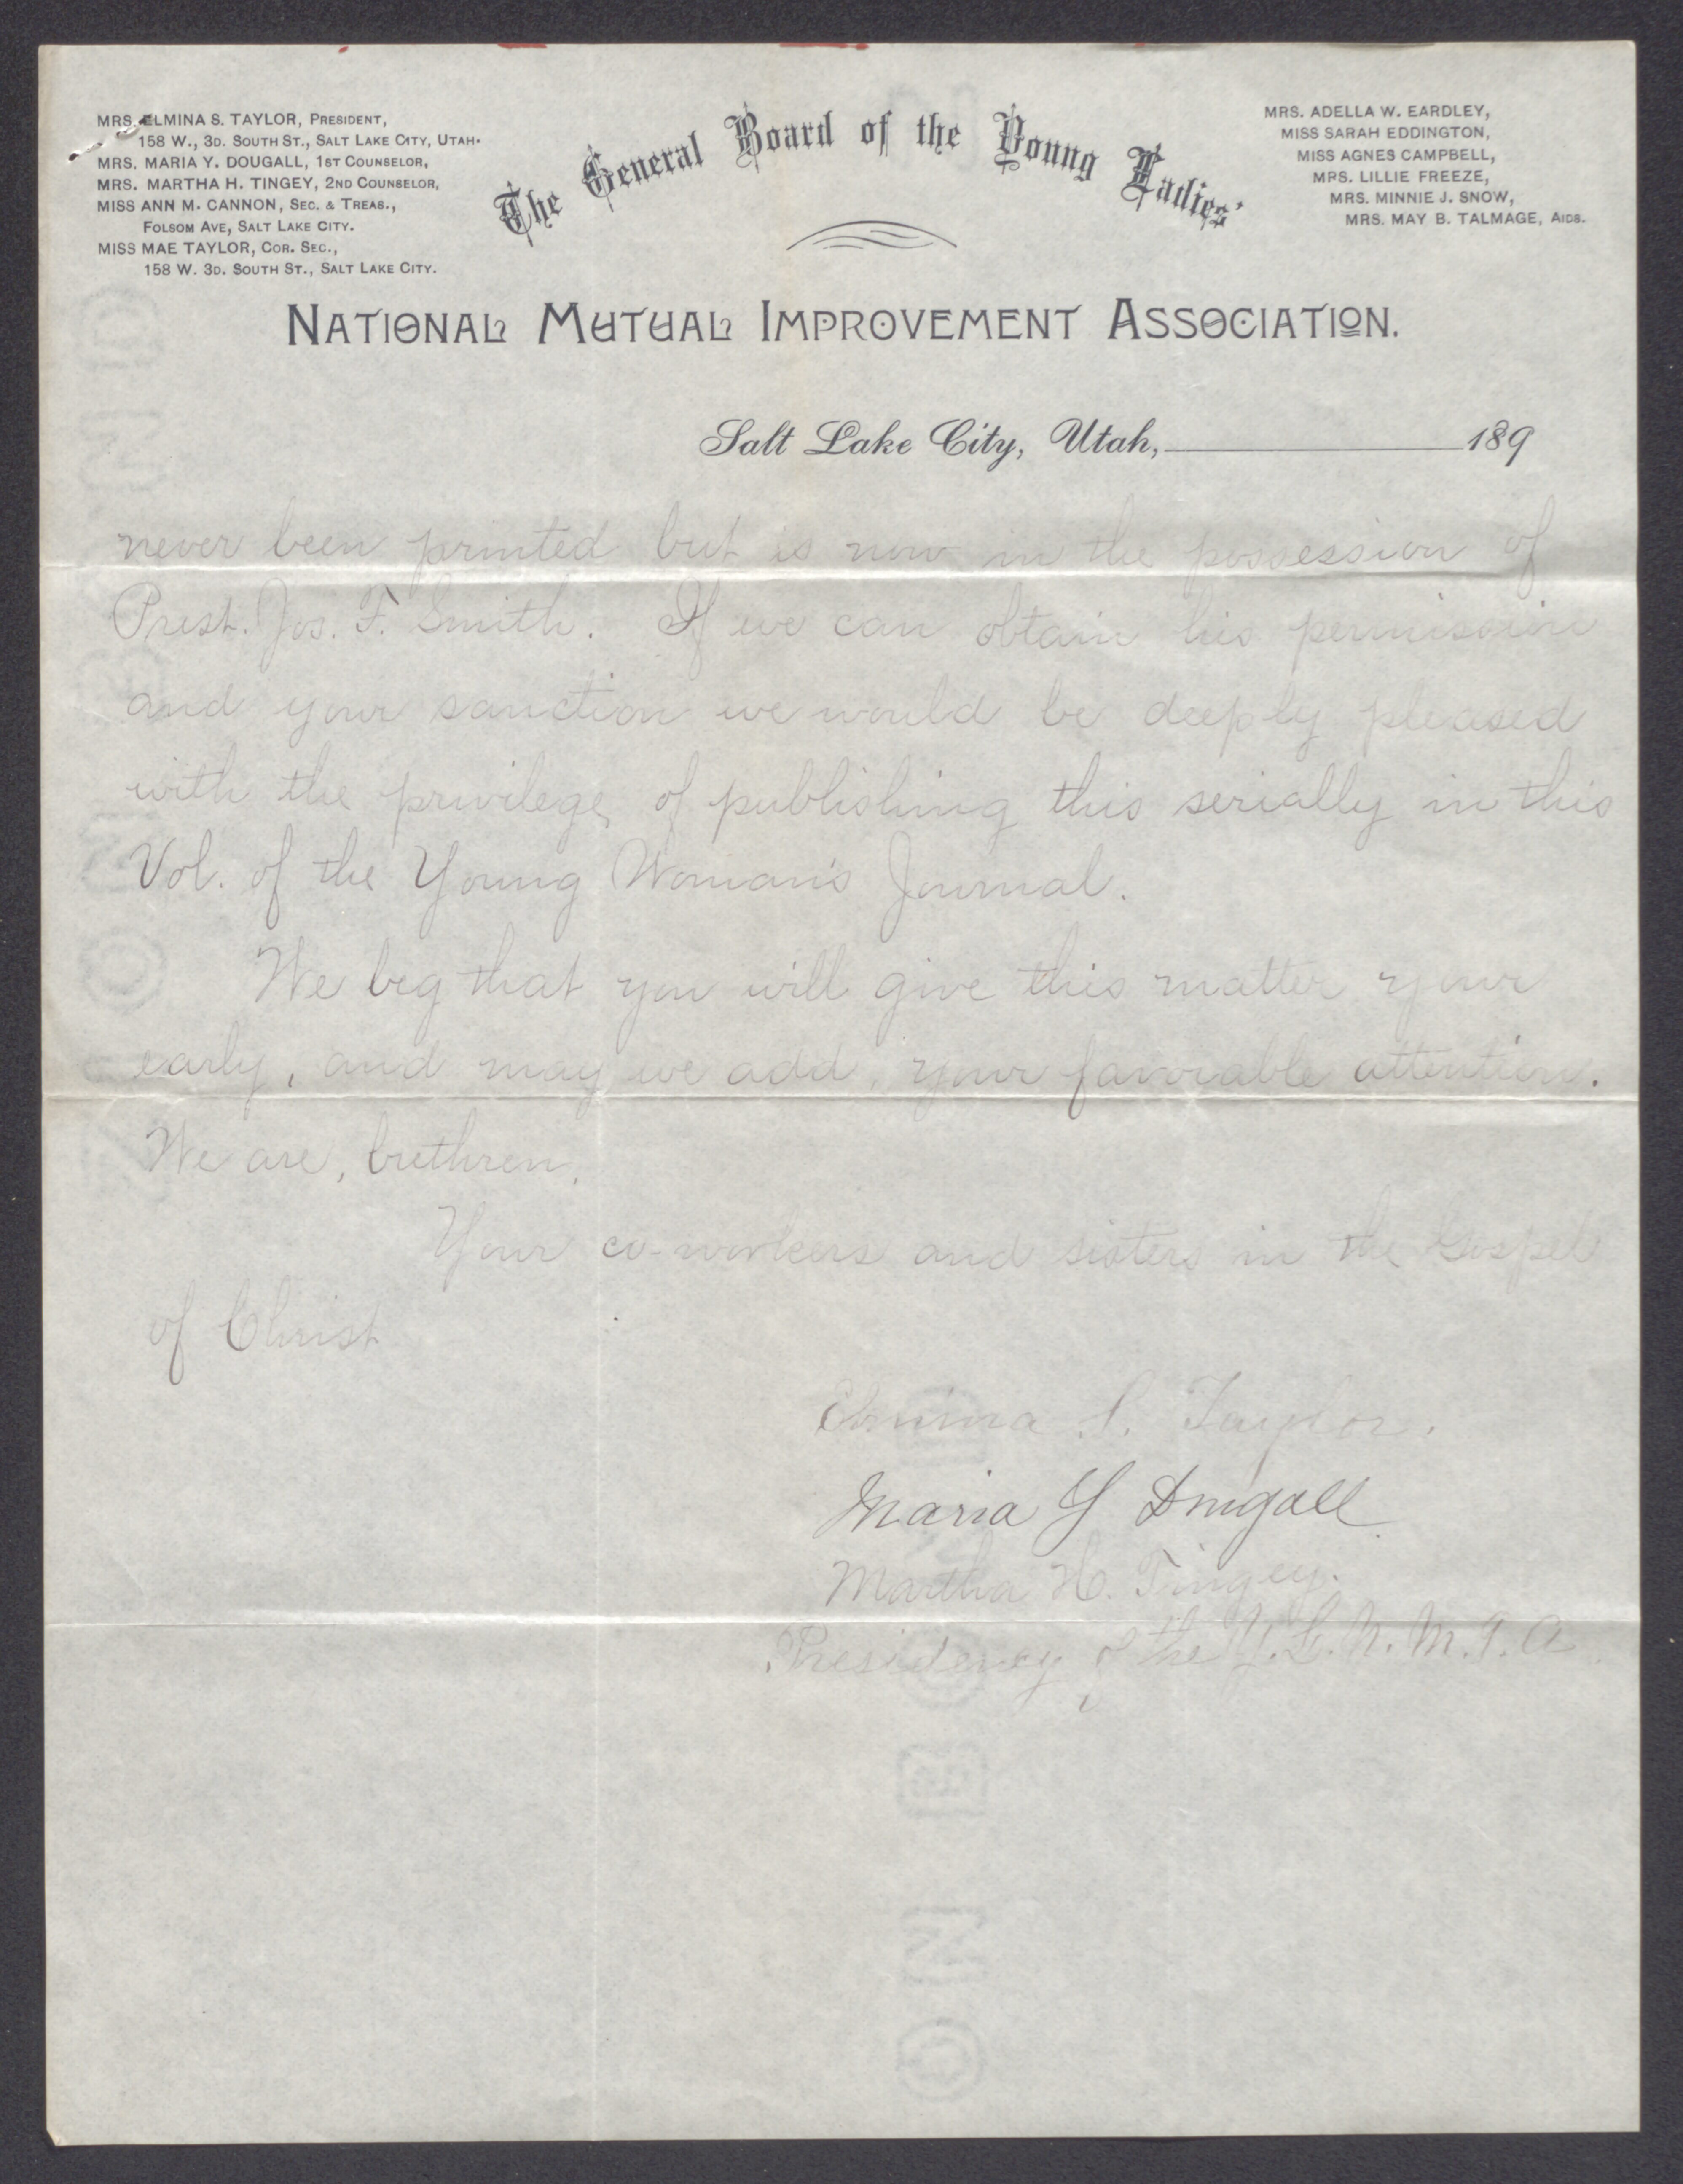 MRS. ELMINA S. TAYLOR, PRESIDENT,
158 W., 3D. SOUTH ST., SALT LAKE CITY, UTAH.
MRS. MARIA Y. DOUGALL, 1ST COUNSELOR,
MRS. MARTHA H. TINGEY, 2ND COUNSELOR,
MISS ANN M. CANNON, SEC. & TREAS.,
FOLSOM AVE, SALT LAKE CITY.
MISS MAE TAYLOR, COR. SEC.,
158 W. 3D. SOUTH ST., SALT LAKE CITY.
The General Board of the Young Ladies'
MRS. ADELLA W. EARDLEY,
MISS SARAH EDDINGTON,
MISS AGNES CAMPBELL,
MRS. LILLIE FREEZE,
MRS. MINNIE J. SNOW,
MRS. MAY B. TALMAGE, AIDS.
NATIONAL MUTUAL IMPROVEMENT ASSOCIATION.
Salt Lake City, Utah, 189
never been printed but is now in the possession of
Prest. Jos. F. Smith. If we can obtain his permission
and your sanction we would be deeply pleased
with the privilege of publishing this serially in this
Vol. of the Young Woman's Journal.
We beg that you will give this matter your
early, and may we add, your favorable attention.
We are, brethren,
Your co-workers and sisters in the Gospel
of Christ
Elmina S. Taylor.
Maria Y Dougall
Martha H. Tingey.
Presidency of the Y.L.N.M.I.A